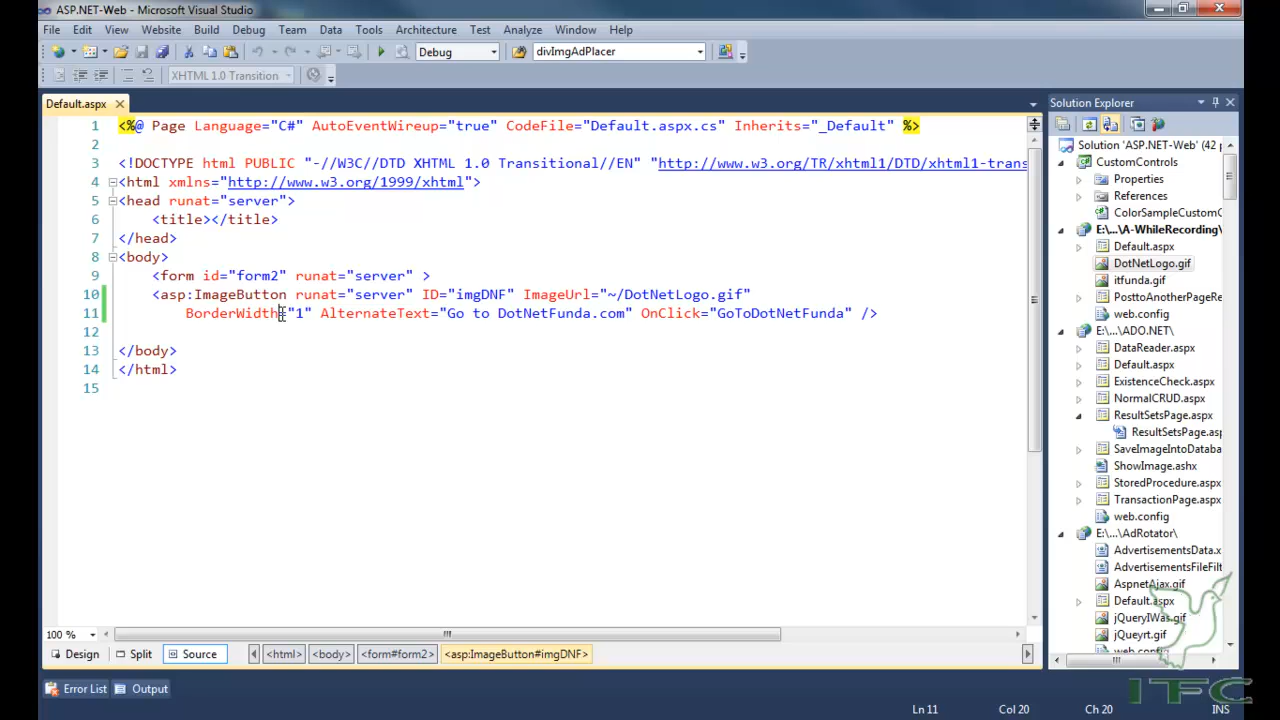 ASP.NET-Web - Microsoft Visual Studio
File Edit View Website Build Debug Team Data Tools Architecture Test Analyze Window Help
Debug divImgAdPlacer
XHTML 1.0 Transition
Default.aspx
Solution Explorer
1 <%@ Page Language="C#" AutoEventWireup="true" CodeFile="Default.aspx.cs" Inherits="_Default" %>
2
3 <!DOCTYPE html PUBLIC "-//W3C//DTD XHTML 1.0 Transitional//EN" "http://www.w3.org/TR/xhtml1/DTD/xhtml1-trans
4 <html xmlns="http://www.w3.org/1999/xhtml">
5 <head runat="server">
6 <title></title>
7 </head>
8 <body>
9 <form id="form2" runat="server" >
10 <asp:ImageButton runat="server" ID="imgDNF" ImageUrl="~/DotNetLogo.gif"
11 BorderWidth="1" AlternateText="Go to DotNetFunda.com" OnClick="GoToDotNetFunda" />
12
13 </body>
14 </html>
15
Solution 'ASP.NET-Web' (42 p
CustomControls
Properties
References
ColorSampleCustomC
E:\...\A-WhileRecording\
Default.aspx
DotNetLogo.gif
itfunda.gif
PosttoAnotherPageRe
web.config
E:\...\ADO.NET\
DataReader.aspx
Default.aspx
ExistenceCheck.aspx
NormalCRUD.aspx
ResultSetsPage.aspx
ResultSetsPage.asp
SaveImageIntoDatab
ShowImage.ashx
StoredProcedure.aspx
TransactionPage.aspx
web.config
E:\...\AdRotator\
AdvertisementsData.x
AdvertisementsFileFilt
AspnetAjax.gif
Default.aspx
jQueryIWas.gif
jQueyrt.gif
web.config
100 %
Design Split Source <html> <body> <form#form2> <asp:ImageButton#imgDNF>
Error List Output
ITFC
Ln 11 Col 20 Ch 20 INS